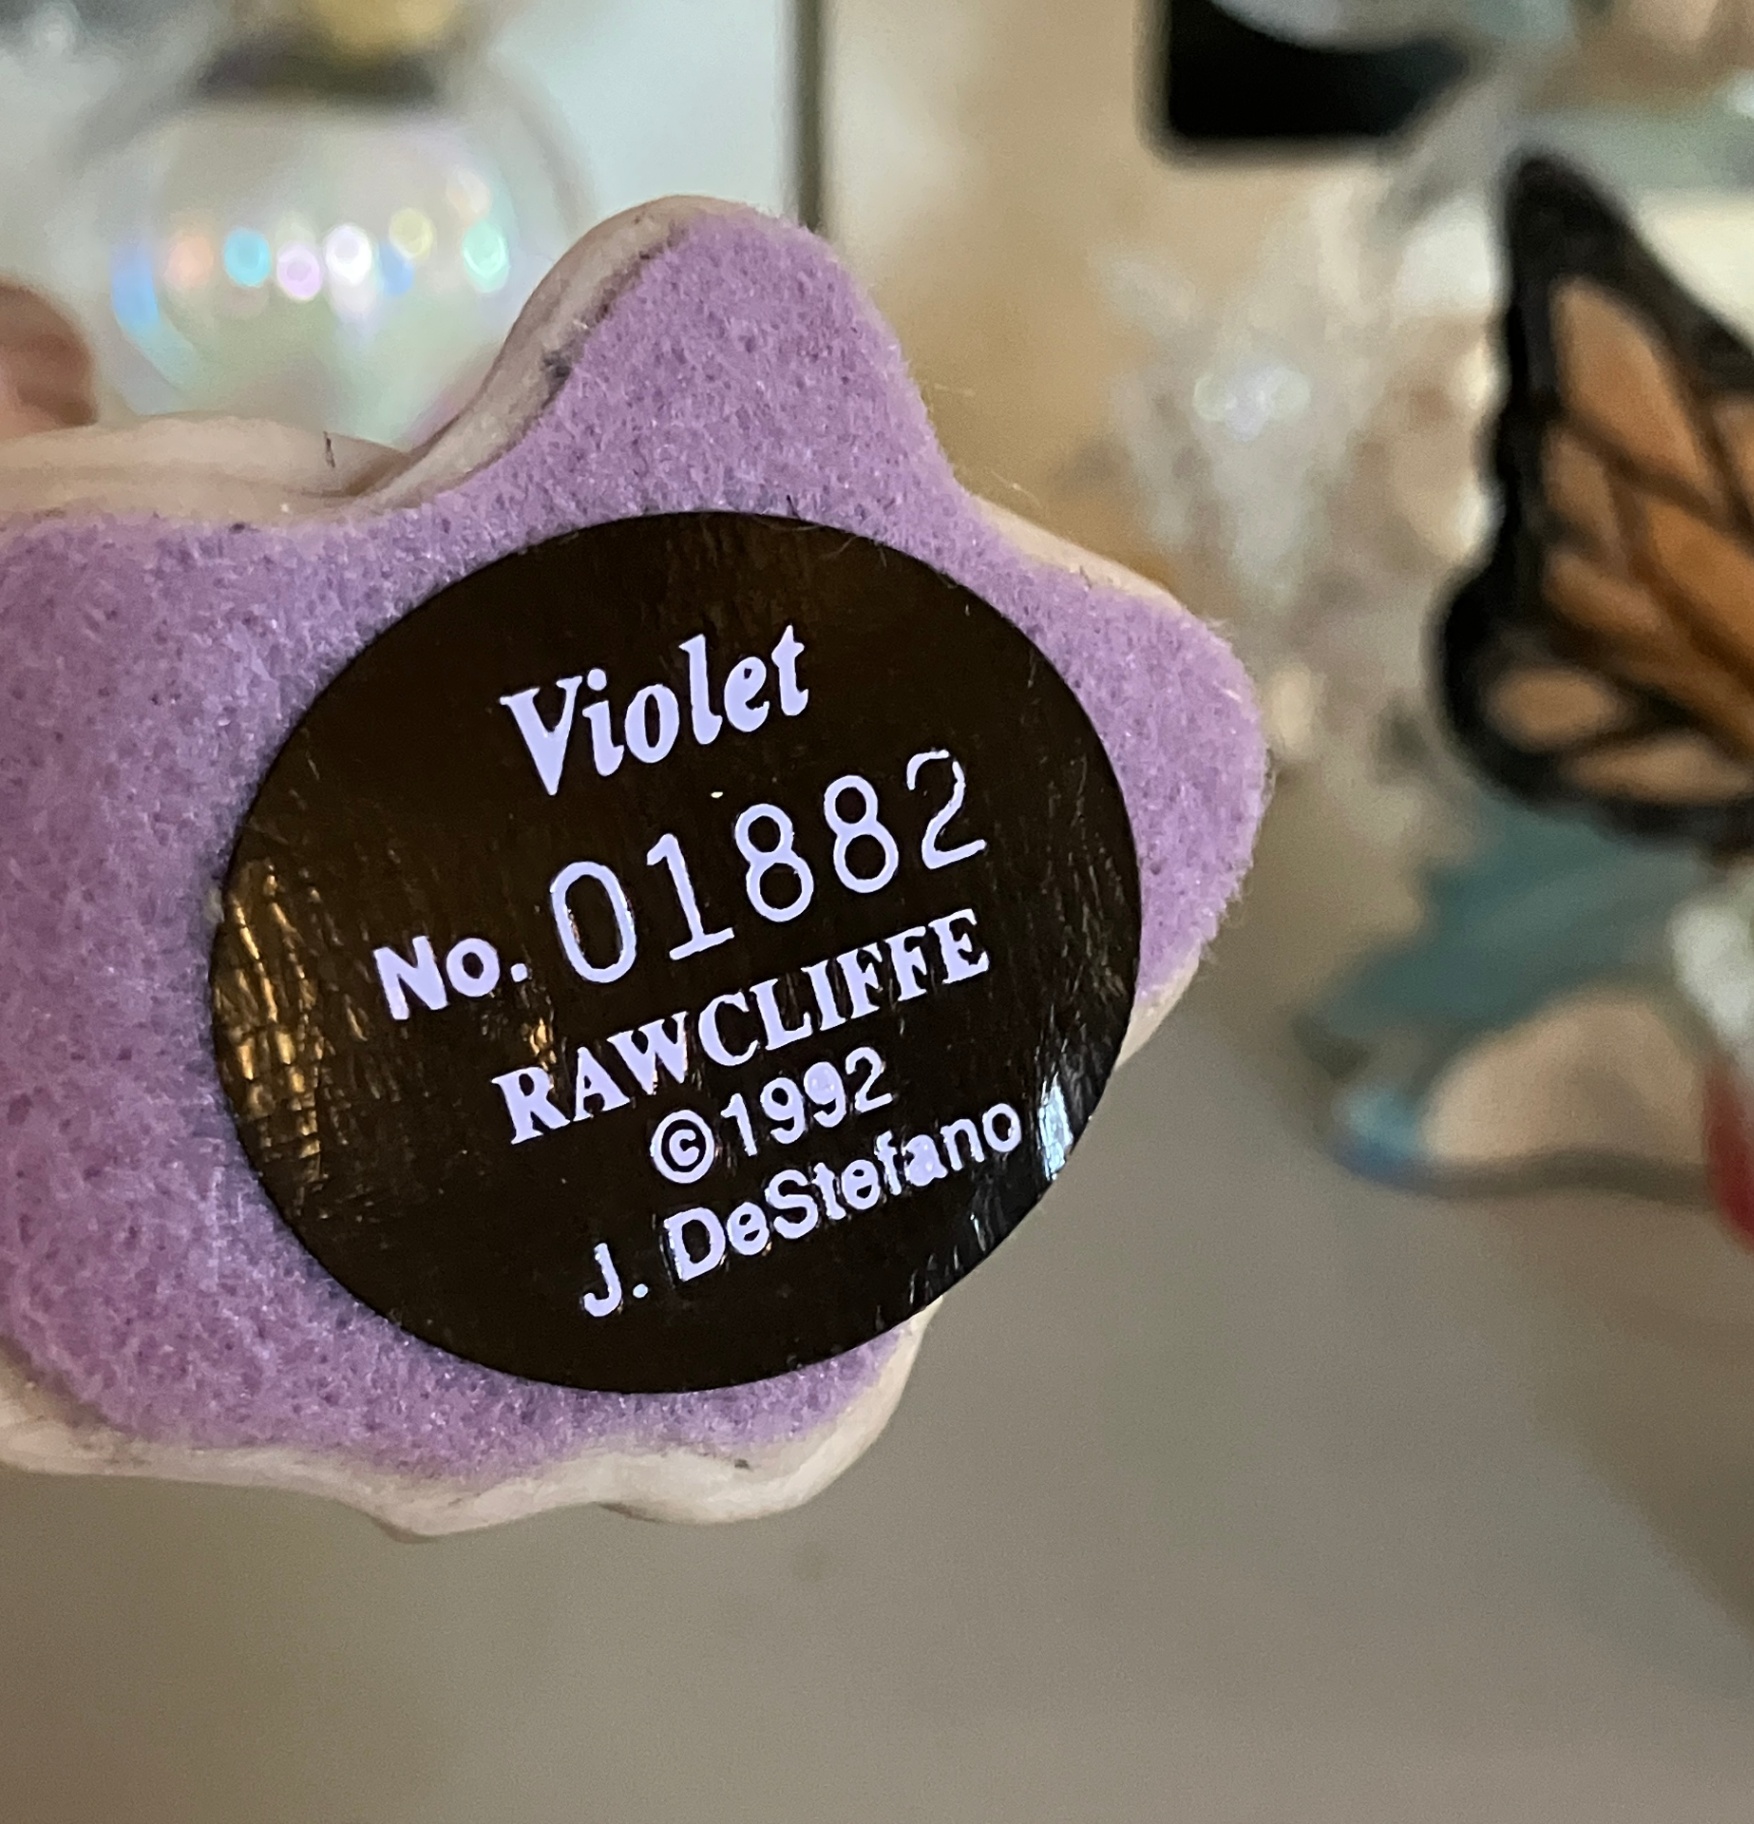 Violet
No. 01882
RAWCLIFFE
©1992
J. DeStefano